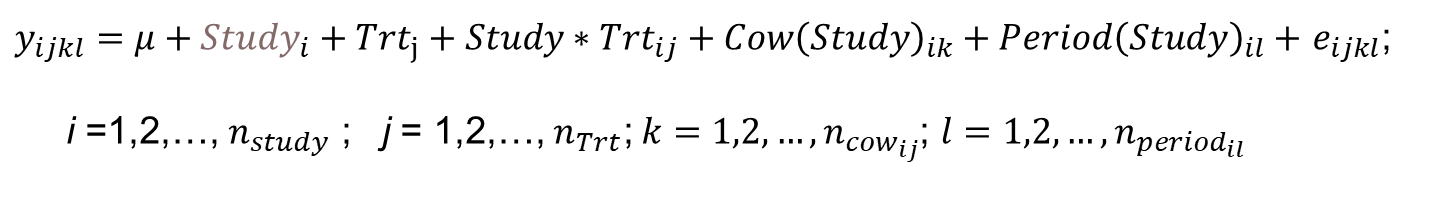 y_{ijkl} = μ + Study_i + Trt_j + Study ∗ Trt_{ij} + Cow(Study)_{ik} + Period(Study)_{il} + e_{ijkl};
i =1,2,…, n_{study} ; j = 1,2,…, n_{Trt}; k = 1,2, … , n_{cow_{ij}}; l = 1,2, … , n_{period_{il}}